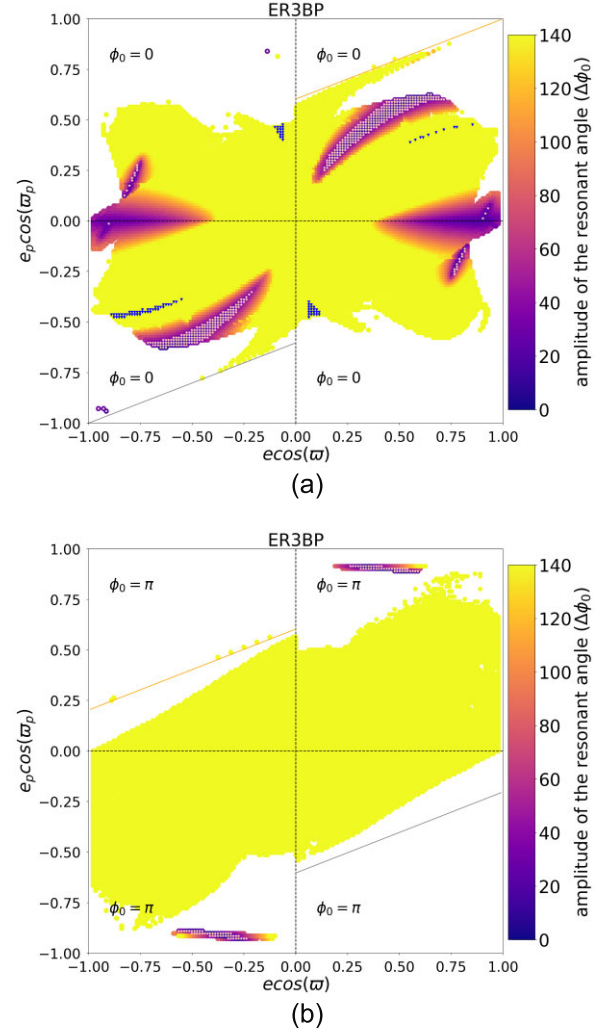 ER3BP
1.00
0.75
0.50
0.25
0.00
−0.25
−0.50
−0.75
−1.00
e_p cos(ϖ_p)
ϕ₀ = 0
ϕ₀ = 0
ϕ₀ = 0
ϕ₀ = 0
−1.00 −0.75 −0.50 −0.25 0.00 0.25 0.50 0.75 1.00
ecos(ϖ)
140
120
100
80
60
40
20
0
amplitude of the resonant angle (Δϕ₀)
(a)
ER3BP
1.00
0.75
0.50
0.25
0.00
−0.25
−0.50
−0.75
−1.00
e_p cos(ϖ_p)
ϕ₀ = π
ϕ₀ = π
ϕ₀ = π
ϕ₀ = π
−1.00 −0.75 −0.50 −0.25 0.00 0.25 0.50 0.75 1.00
ecos(ϖ)
140
120
100
80
60
40
20
0
amplitude of the resonant angle (Δϕ₀)
(b)